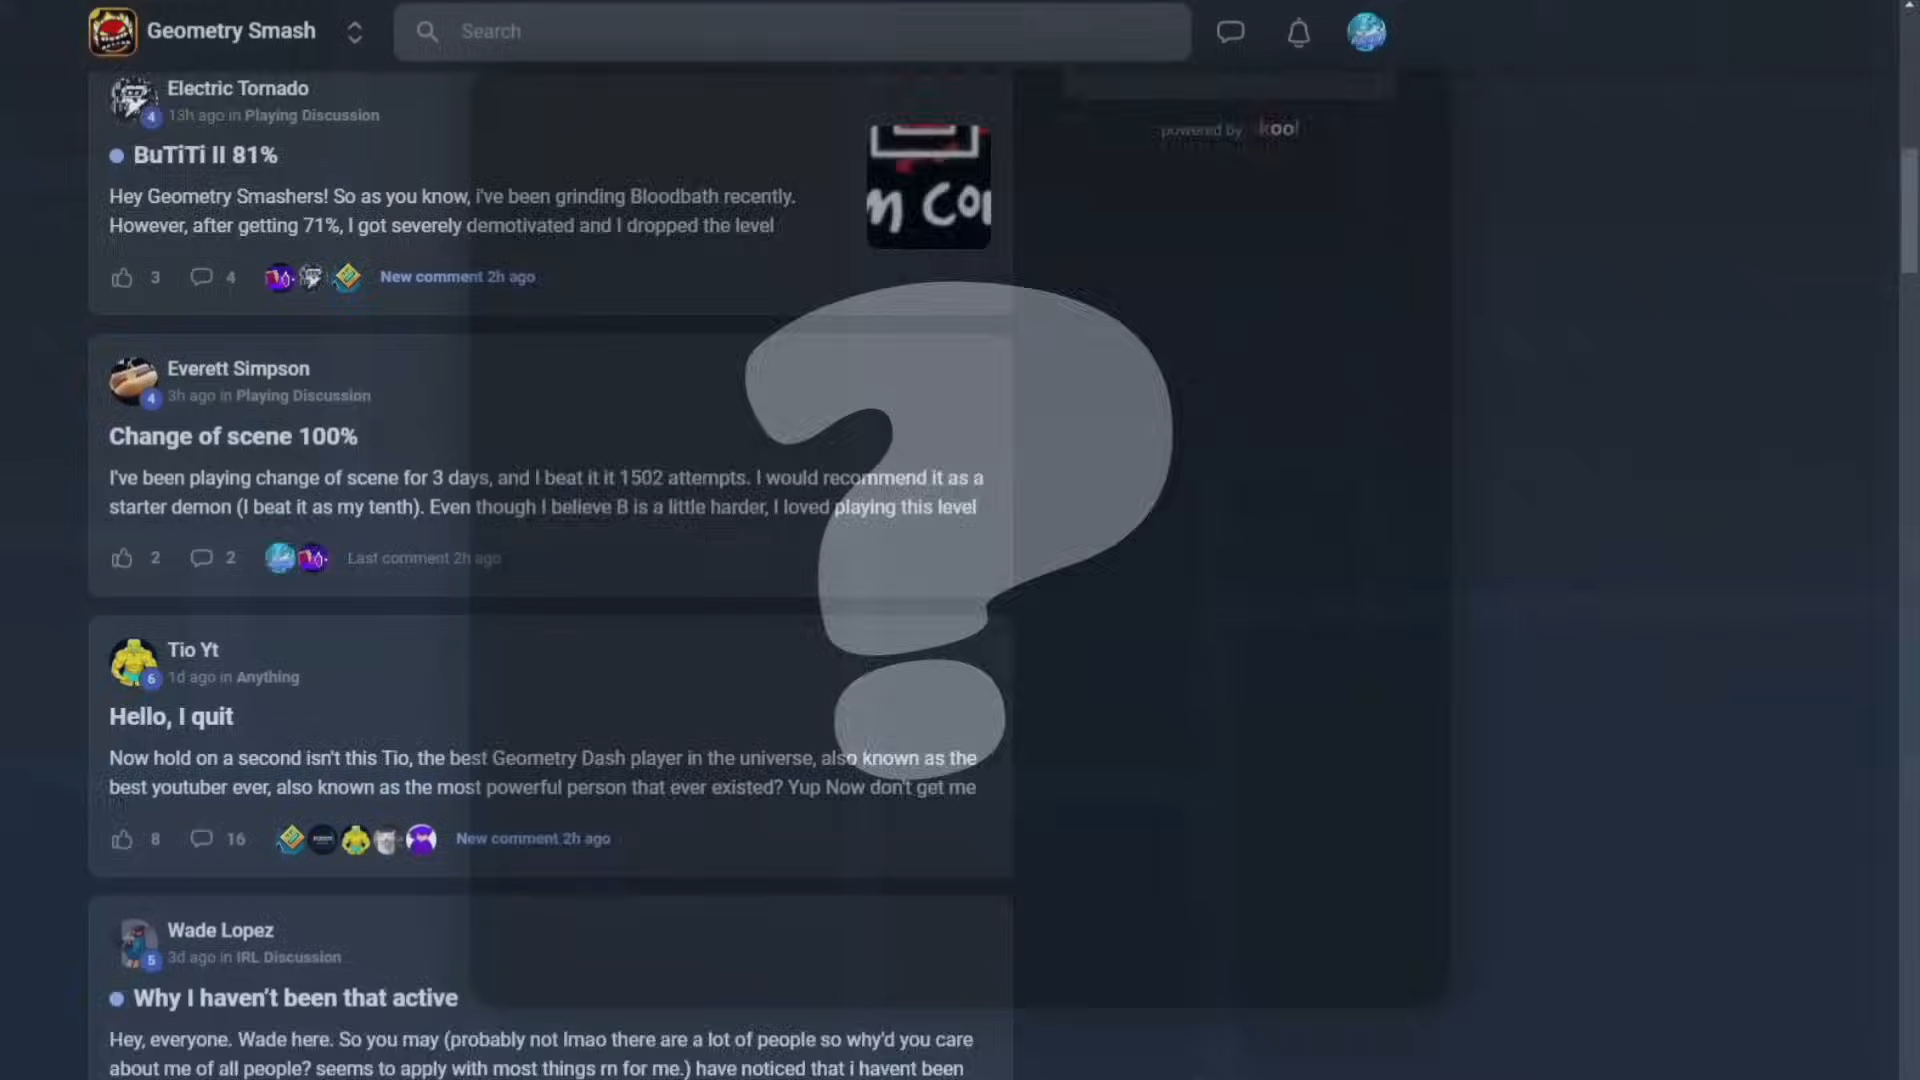 Geometry Smash
Search
Electric Tornado
4
13h ago in Playing Discussion
BuTiTi II 81%
Hey Geometry Smashers! So as you know, i've been grinding Bloodbath recently.
However, after getting 71%, I got severely demotivated and I dropped the level
3 4 New comment 2h ago
powered by skool
Everett Simpson
4
3h ago in Playing Discussion
Change of scene 100%
I've been playing change of scene for 3 days, and I beat it it 1502 attempts. I would recommend it as a
starter demon (I beat it as my tenth). Even though I believe B is a little harder, I loved playing this level
2 2 Last comment 2h ago
Tio Yt
6
1d ago in Anything
Hello, I quit
Now hold on a second isn't this Tio, the best Geometry Dash player in the universe, also known as the
best youtuber ever, also known as the most powerful person that ever existed? Yup Now don't get me
8 16 New comment 2h ago
Wade Lopez
5
3d ago in IRL Discussion
Why I haven't been that active
Hey, everyone. Wade here. So you may (probably not lmao there are a lot of people so why'd you care
about me of all people? seems to apply with most things rn for me.) have noticed that i havent been
?